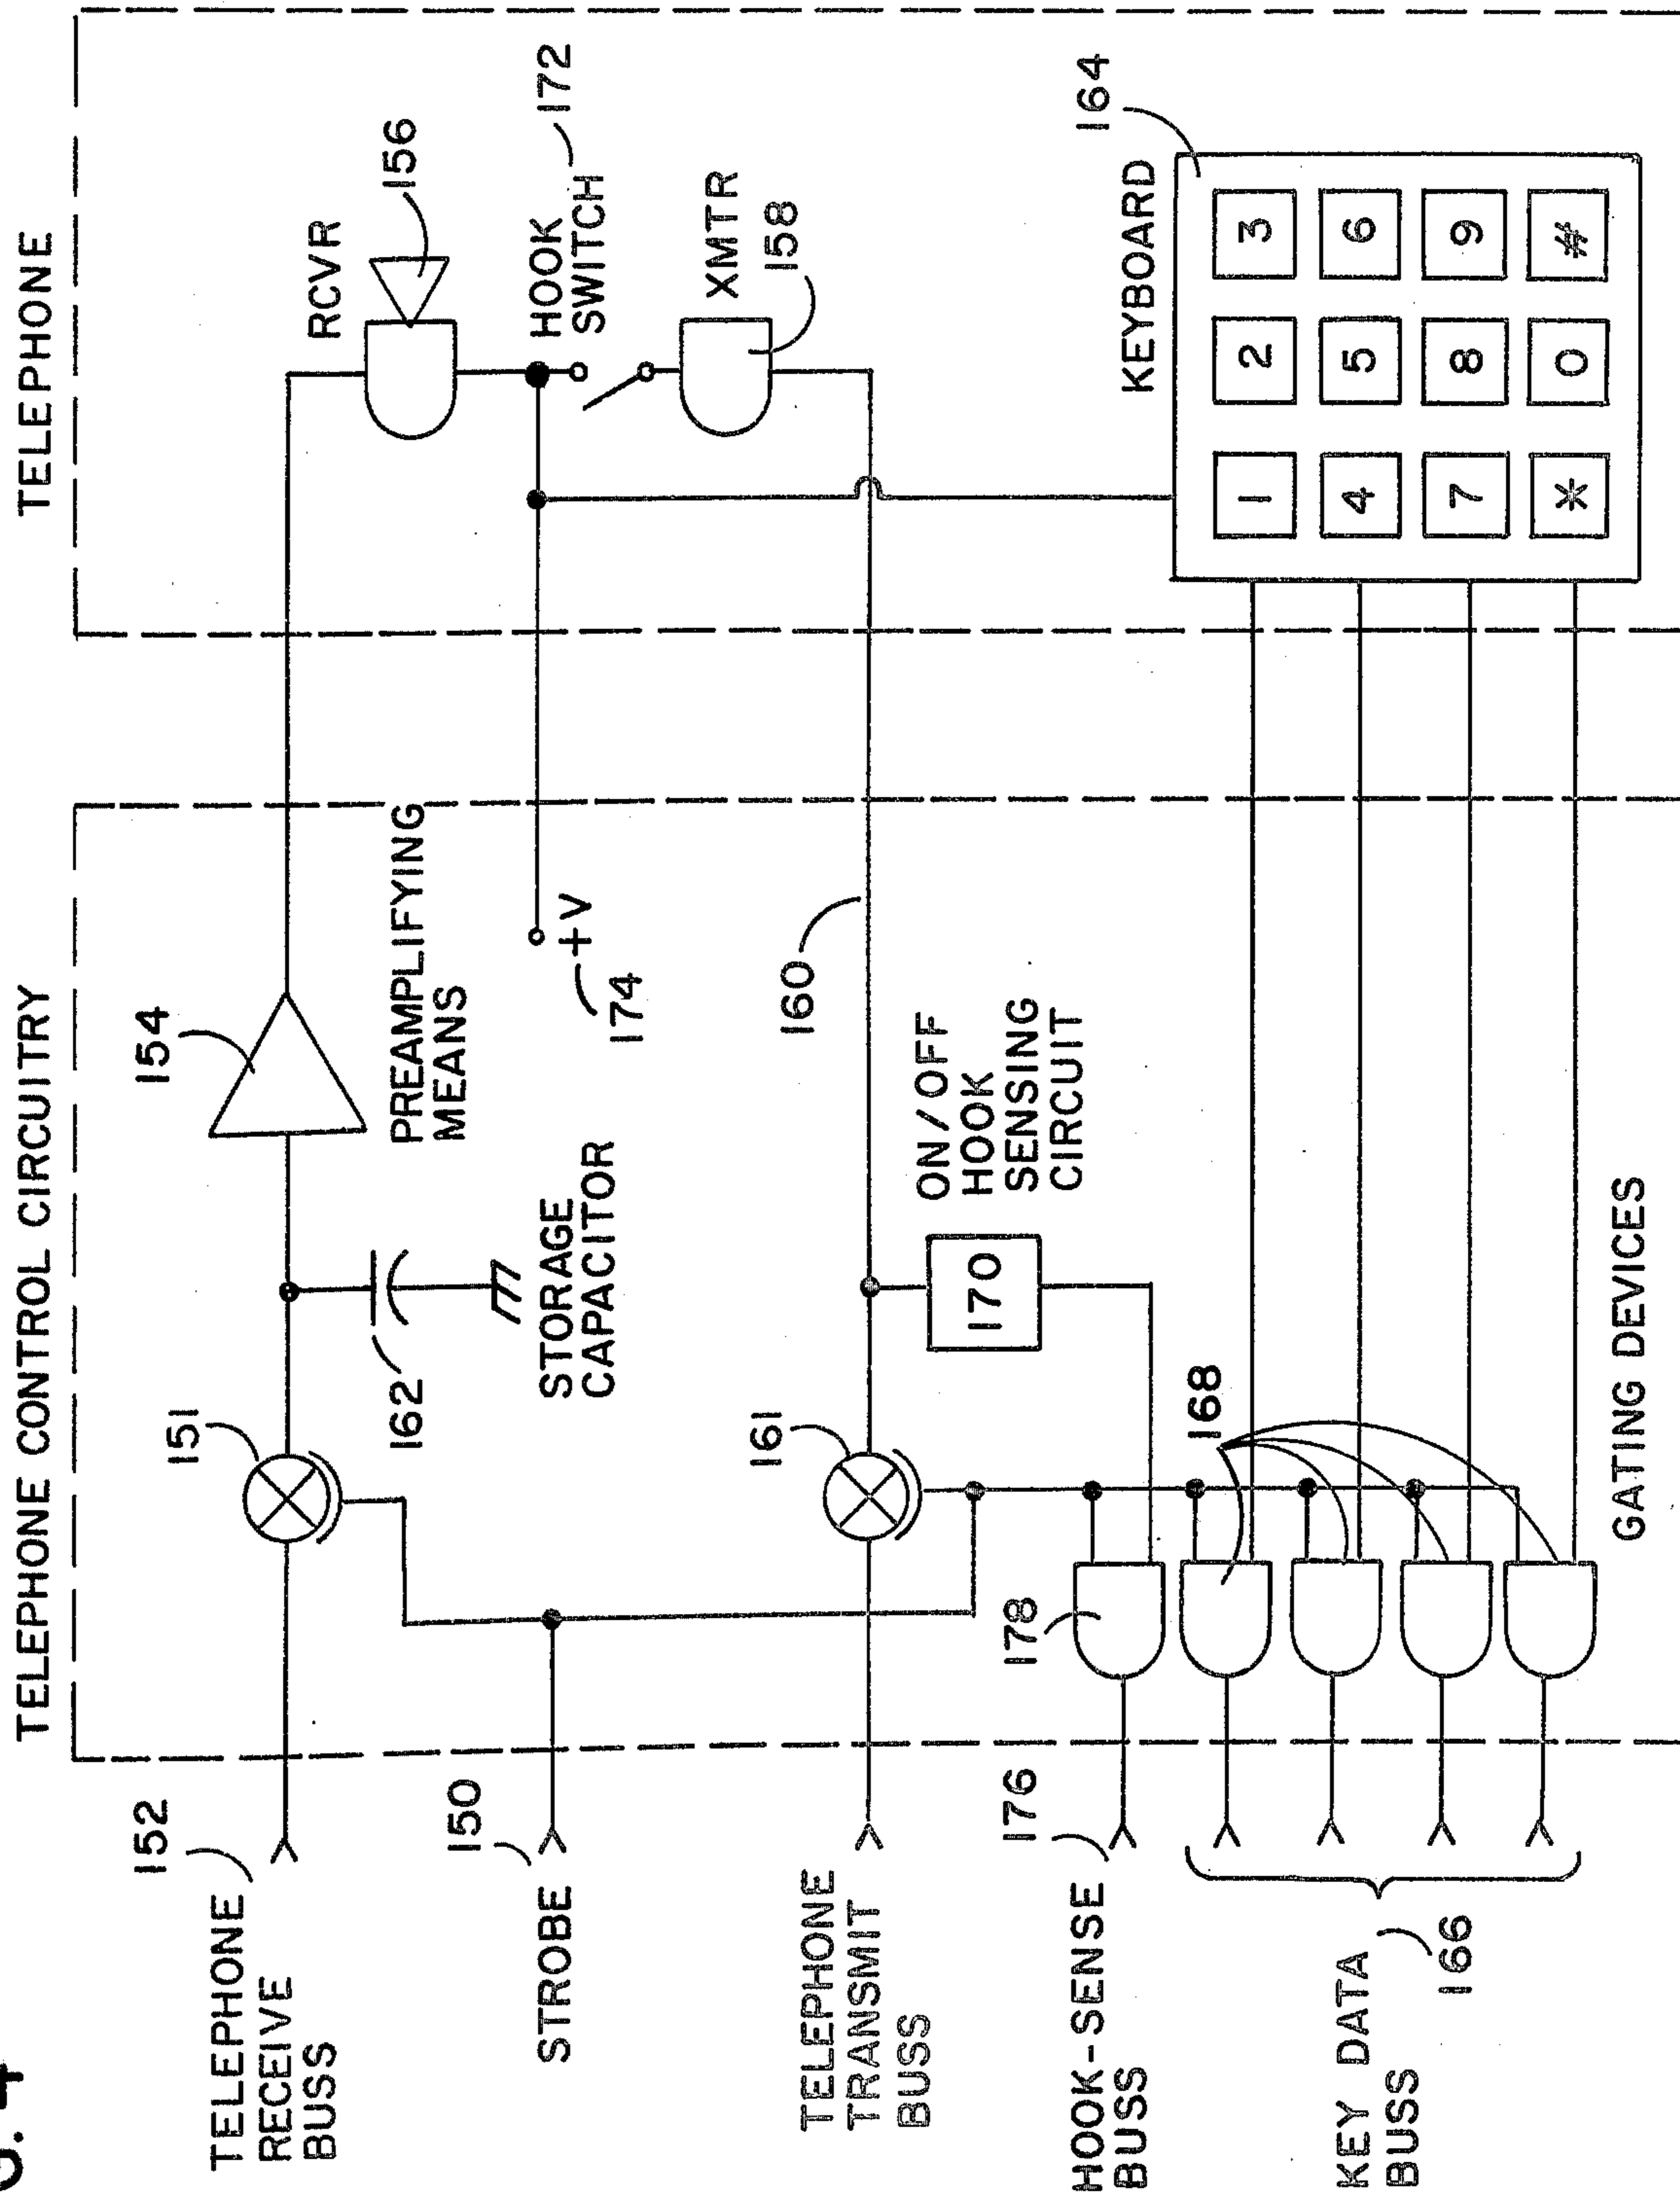 G. 4
TELEPHONE CONTROL CIRCUITRY
TELEPHONE
152
TELEPHONE
RECEIVE
BUSS
151
162
STORAGE
CAPACITOR
154
PREAMPLIFYING
MEANS
RCVR
156
150
STROBE
174
+V
HOOK
SWITCH
172
XMTR
158
TELEPHONE
TRANSMIT
BUSS
161
160
170
ON/OFF
HOOK
SENSING
CIRCUIT
176
HOOK-SENSE
BUSS
178
168
KEY DATA
BUSS
166
GATING DEVICES
KEYBOARD
164
1 2 3
4 5 6
7 8 9
* 0 #